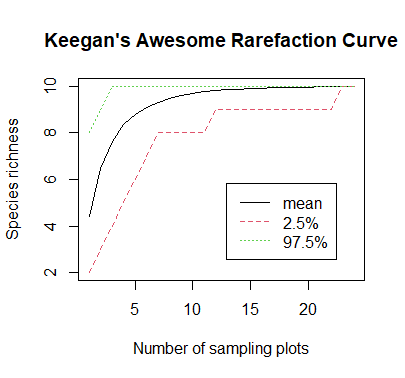 Keegan's Awesome Rarefaction Curve
Species richness
10
8
6
4
2
mean
2.5%
97.5%
5 10 15 20
Number of sampling plots